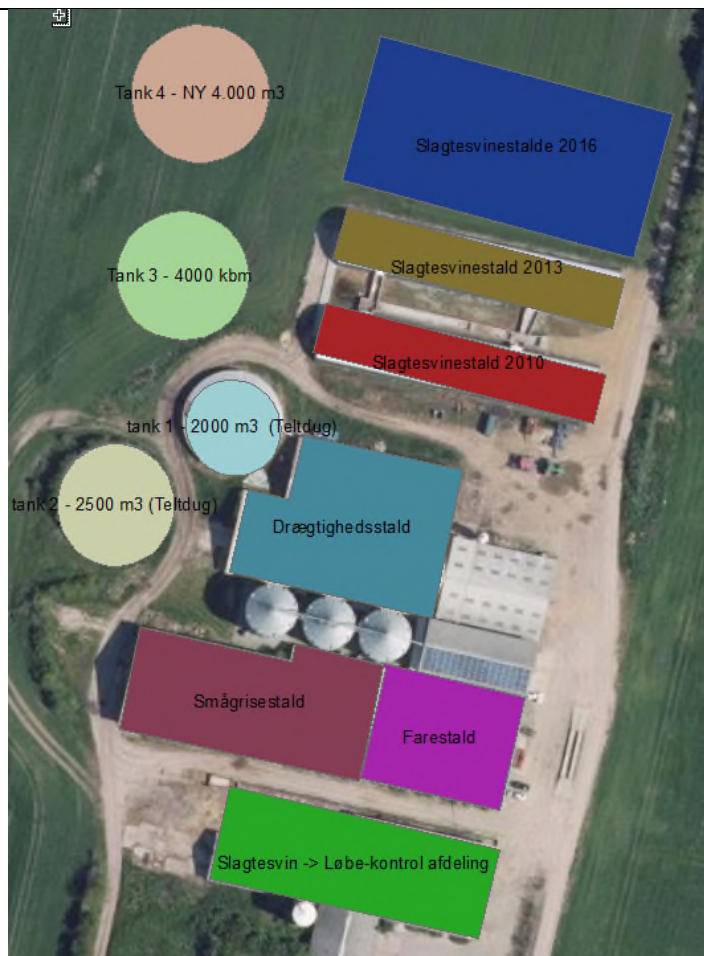 Tank 4 - NY 4.000 m3
Slagtesvinestalde 2016
Tank 3 - 4000 kbm
Slagtesvinestald 2013
Slagtesvinestald 2010
tank 1 - 2000 m3 (Teltdug)
tank 2 - 2500 m3 (Teltdug)
Drægtighedsstald
Smågrisestald
Farestald
Slagtesvin -> Løbe-kontrol afdeling